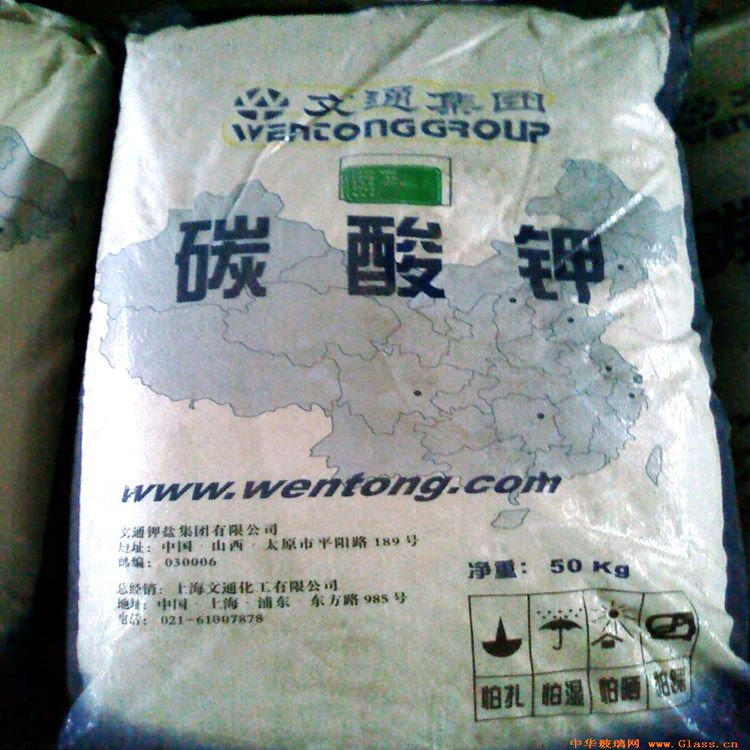 文通集团
WENTONG GROUP
碳酸钾
www.wentong.com
文通钾盐集团有限公司
地址：中国·山西·太原市平阳路189号
邮编：030006
总经销：上海文通化工有限公司
地址：中国·上海·浦东·东方路985号
电话：021-61007878
净重：50 Kg
怕扎 怕湿 怕晒
中华玻璃网 www.Glass.cn